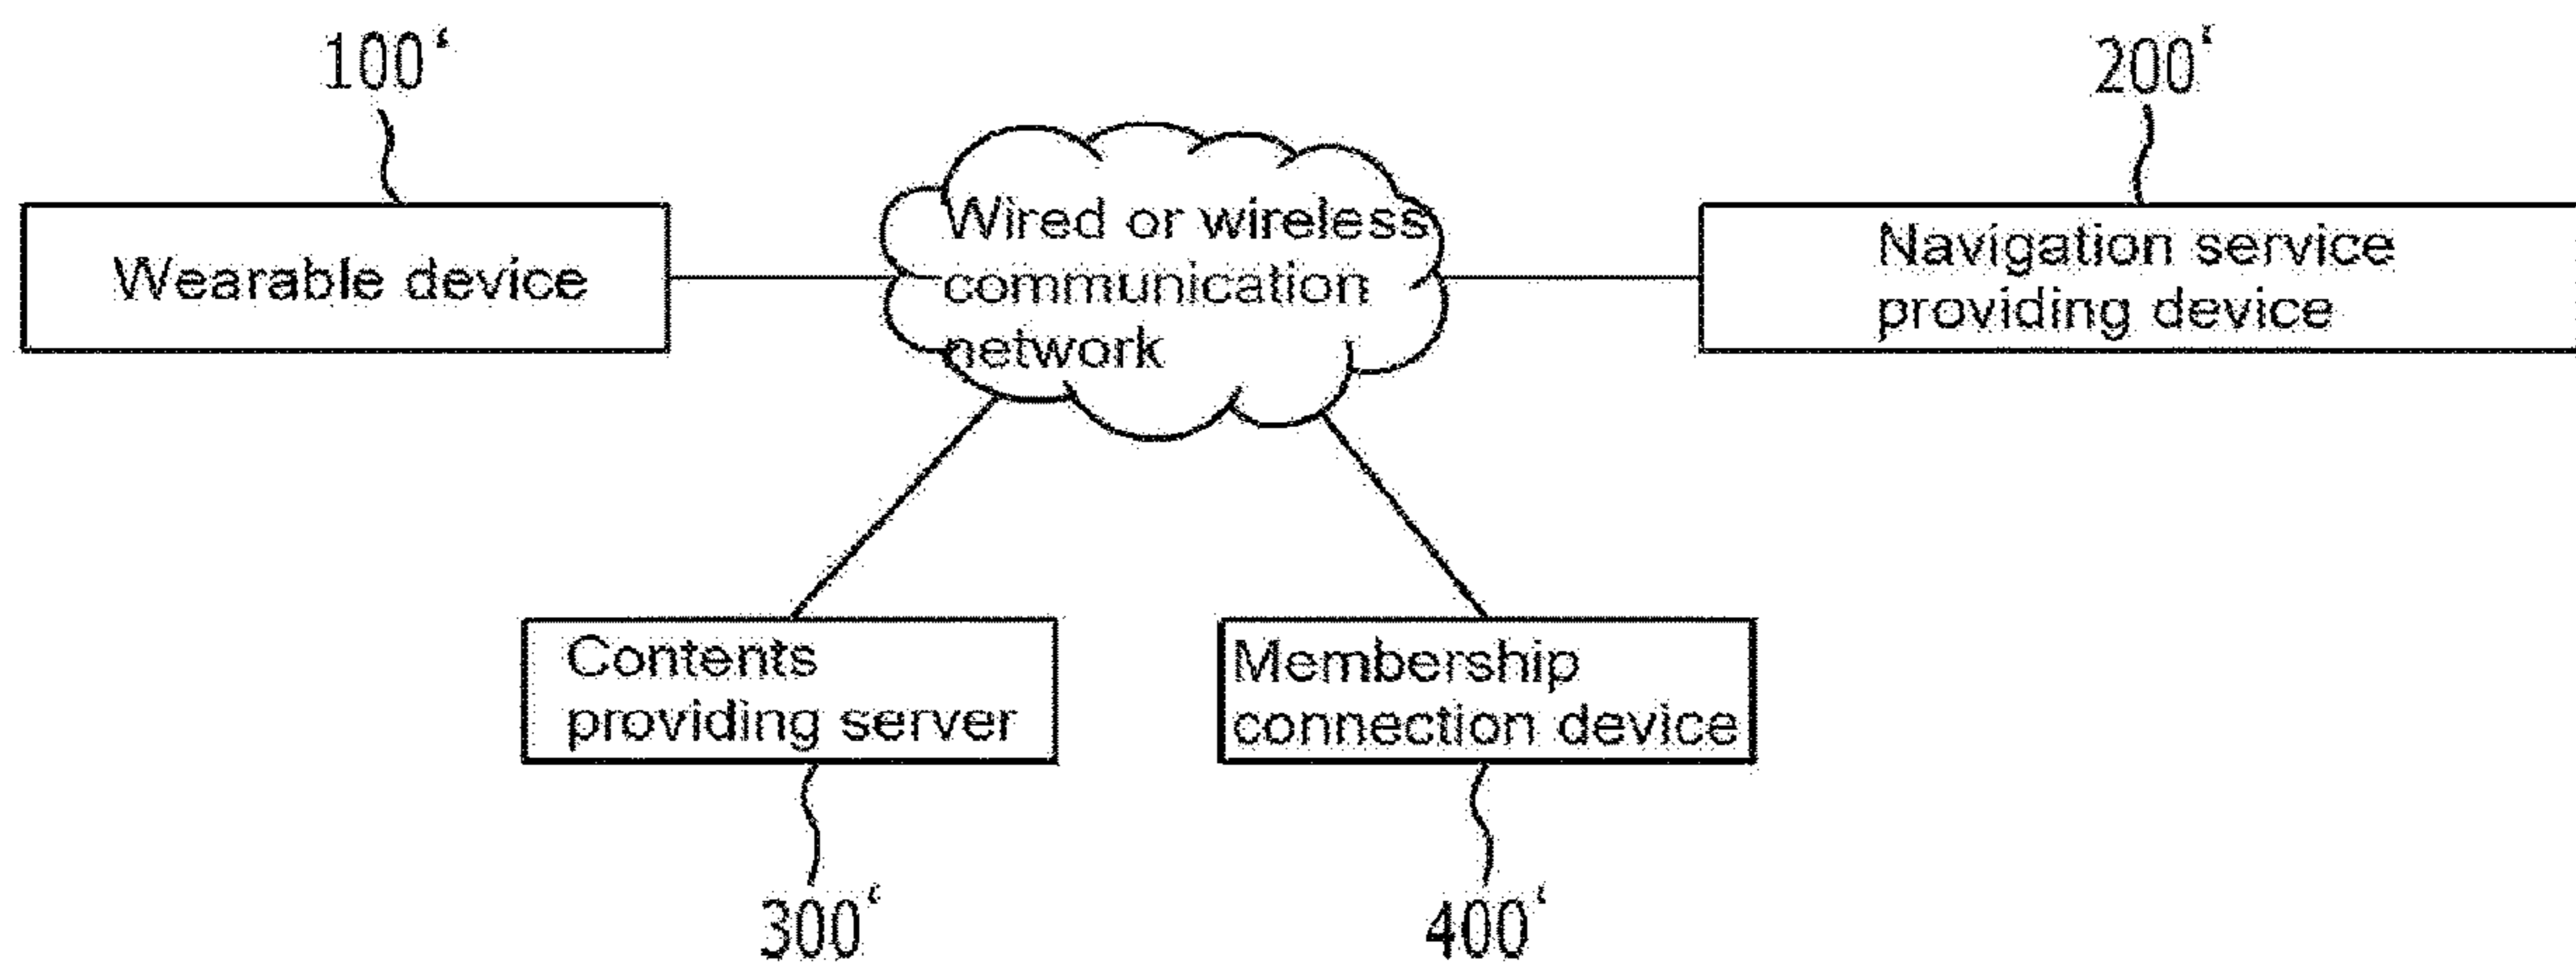 100‘
200‘
Wearable device
Wired or wireless
communication
network
Navigation service
providing device
Contents
providing server
Membership
connection device
300‘
400‘